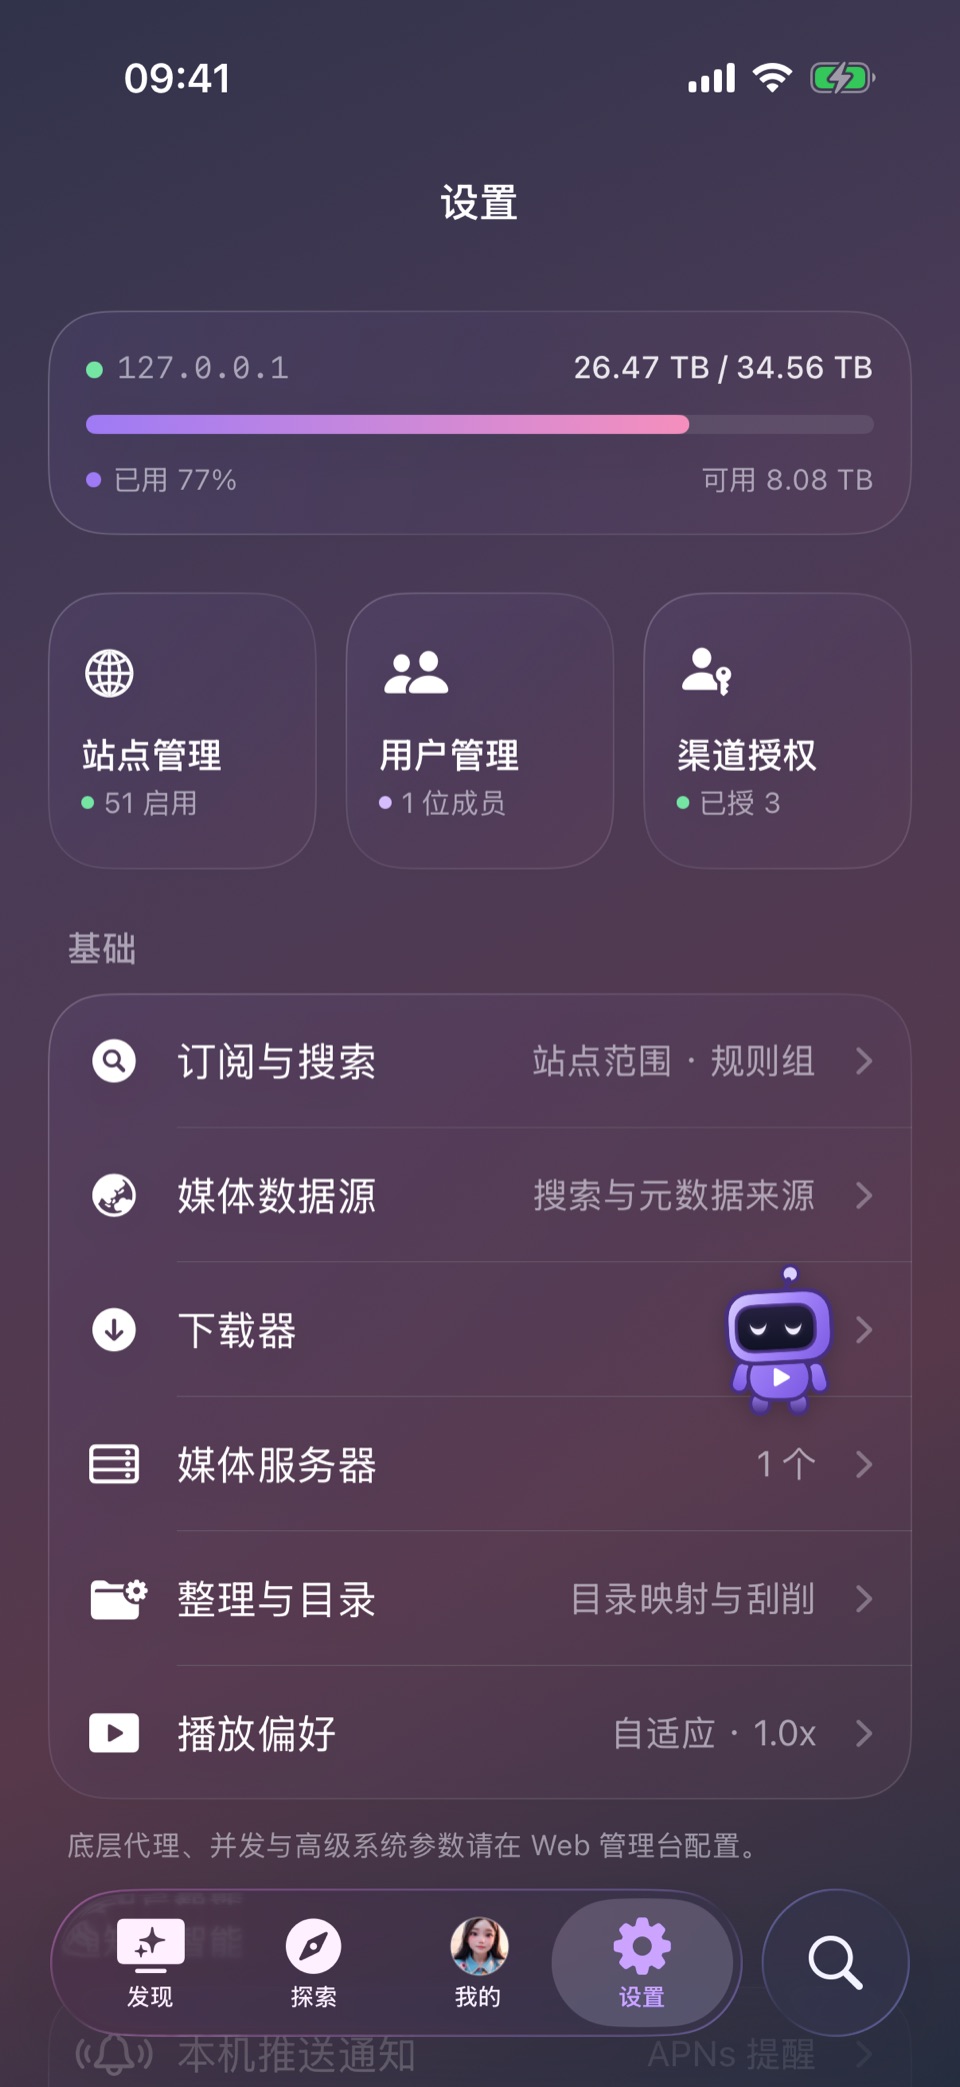 09:41
设置
127.0.0.1
26.47 TB / 34.56 TB
已用 77%
可用 8.08 TB
站点管理
51 启用
用户管理
1 位成员
渠道授权
已授 3
基础
订阅与搜索
站点范围 · 规则组
媒体数据源
搜索与元数据来源
下载器
媒体服务器
1 个
整理与目录
目录映射与刮削
播放偏好
自适应 · 1.0x
底层代理、并发与高级系统参数请在 Web 管理台配置。
发现
探索
我的
设置
本机推送通知
APNs 提醒